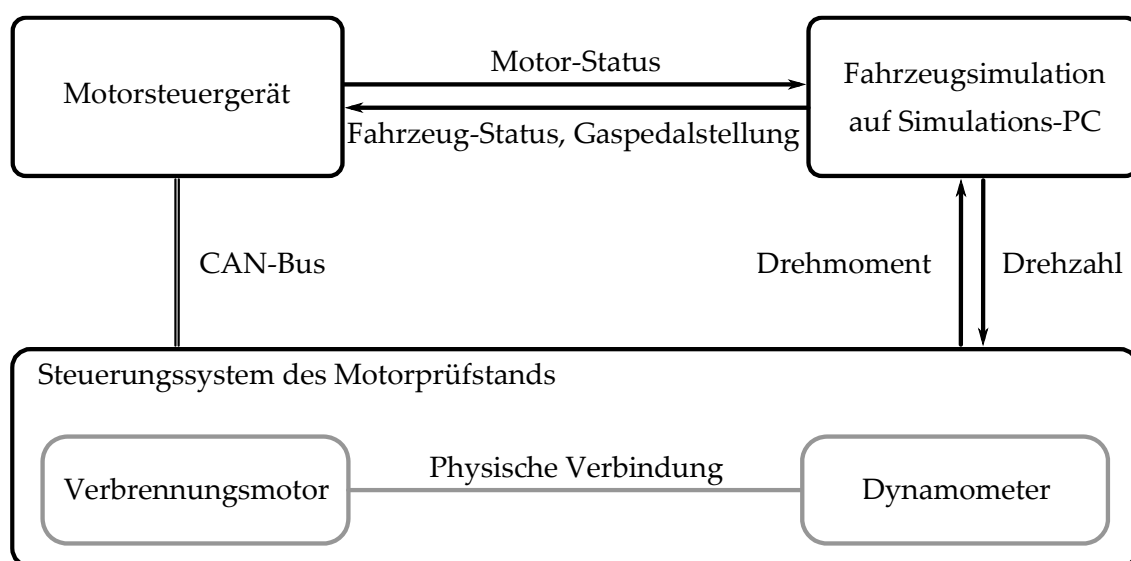 Motorsteuergerät
Motor-Status
Fahrzeug-Status, Gaspedalstellung
Fahrzeugsimulation
auf Simulations-PC
CAN-Bus
Drehmoment
Drehzahl
Steuerungssystem des Motorprüfstands
Verbrennungsmotor
Physische Verbindung
Dynamometer